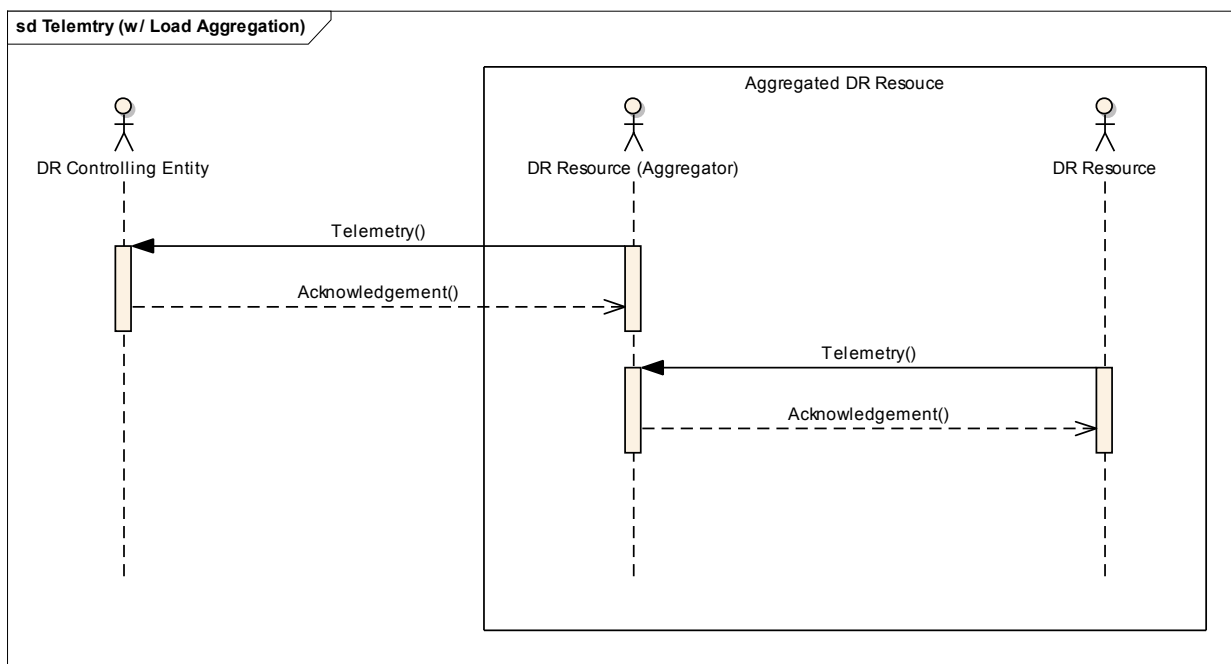 sd Telemtry (w/ Load Aggregation)
Aggregated DR Resouce
DR Controlling Entity
DR Resource (Aggregator)
DR Resource
Telemetry()
Acknowledgement()
Telemetry()
Acknowledgement()